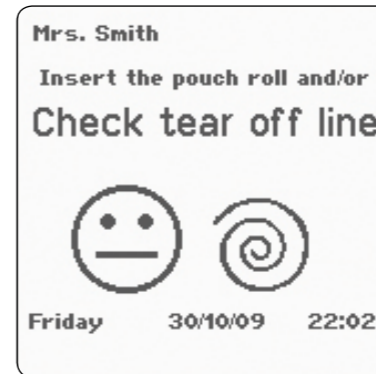 Mrs. Smith
Insert the pouch roll and/or
Check tear off line
Friday 30/10/09 22:02